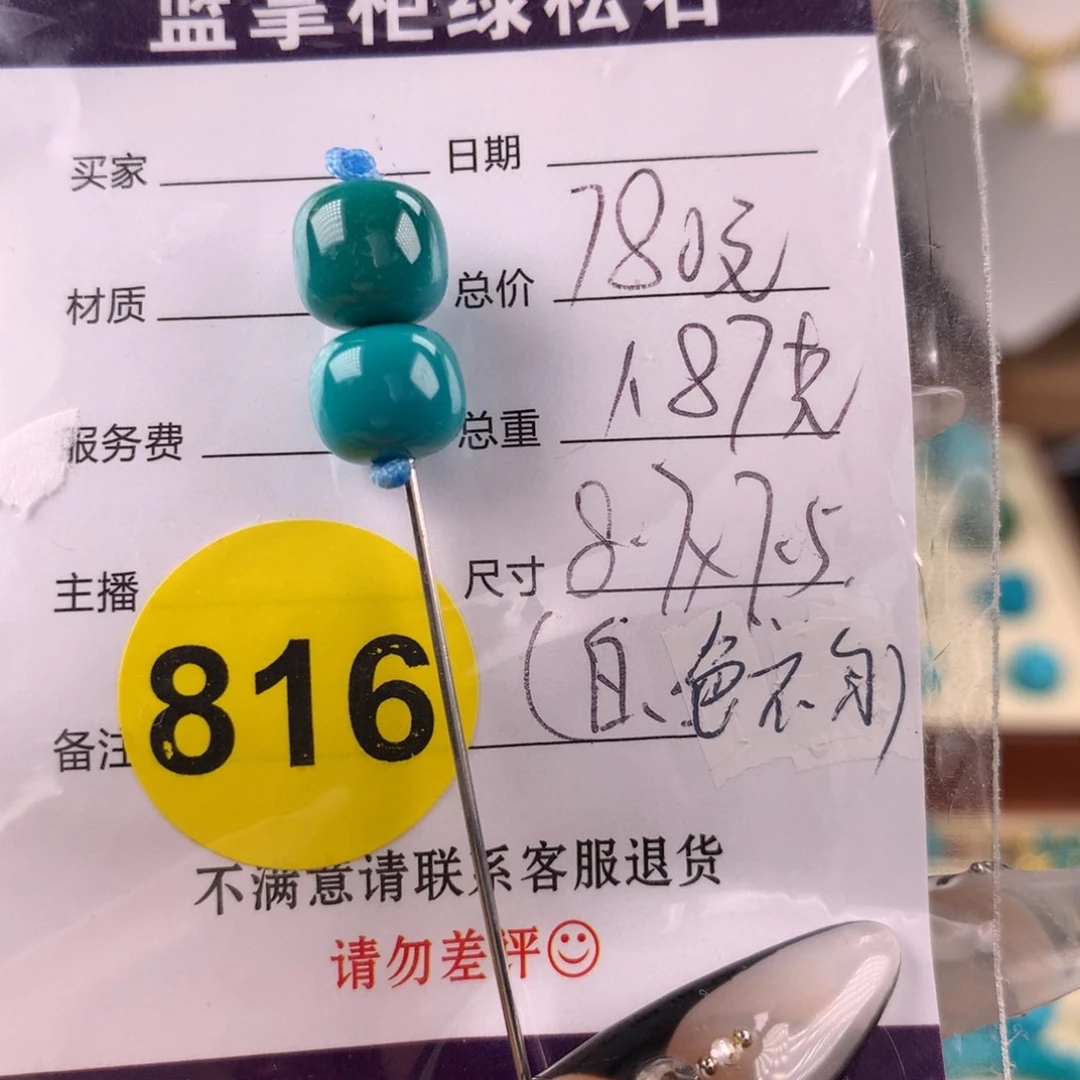 蓝掌柜绿松石
买家 日期
材质 总价 780元
服务费 总重 1.87克
主播 尺寸 8.7x7.5
816
备注 (自、色不匀)
不满意请联系客服退货
请勿差评